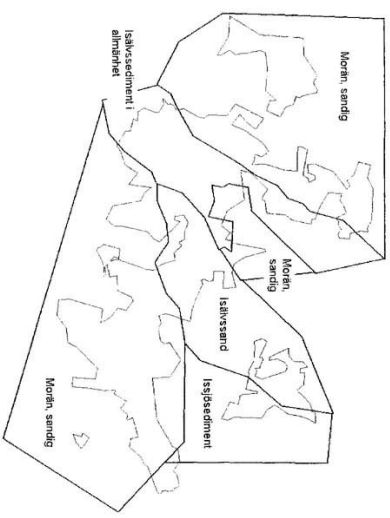 Morän, sandig
Isälvssediment i
allmänhet
Morän,
sandig
Isälvssand
Issjösediment
Morän, sandig